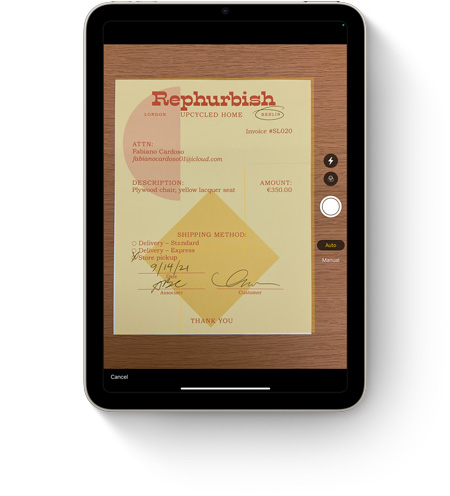 Rephurbish
LONDON UPCYCLED HOME BERLIN
Invoice #SL020
ATTN:
Fabiano Cardoso
fabianocardoso01@icloud.com
DESCRIPTION: AMOUNT:
Plywood chair, yellow lacquer seat €350.00
SHIPPING METHOD:
Delivery – Standard
Delivery – Express
Store pickup
9/14/21
Date
Associate Customer
THANK YOU
Auto
Manual
Cancel